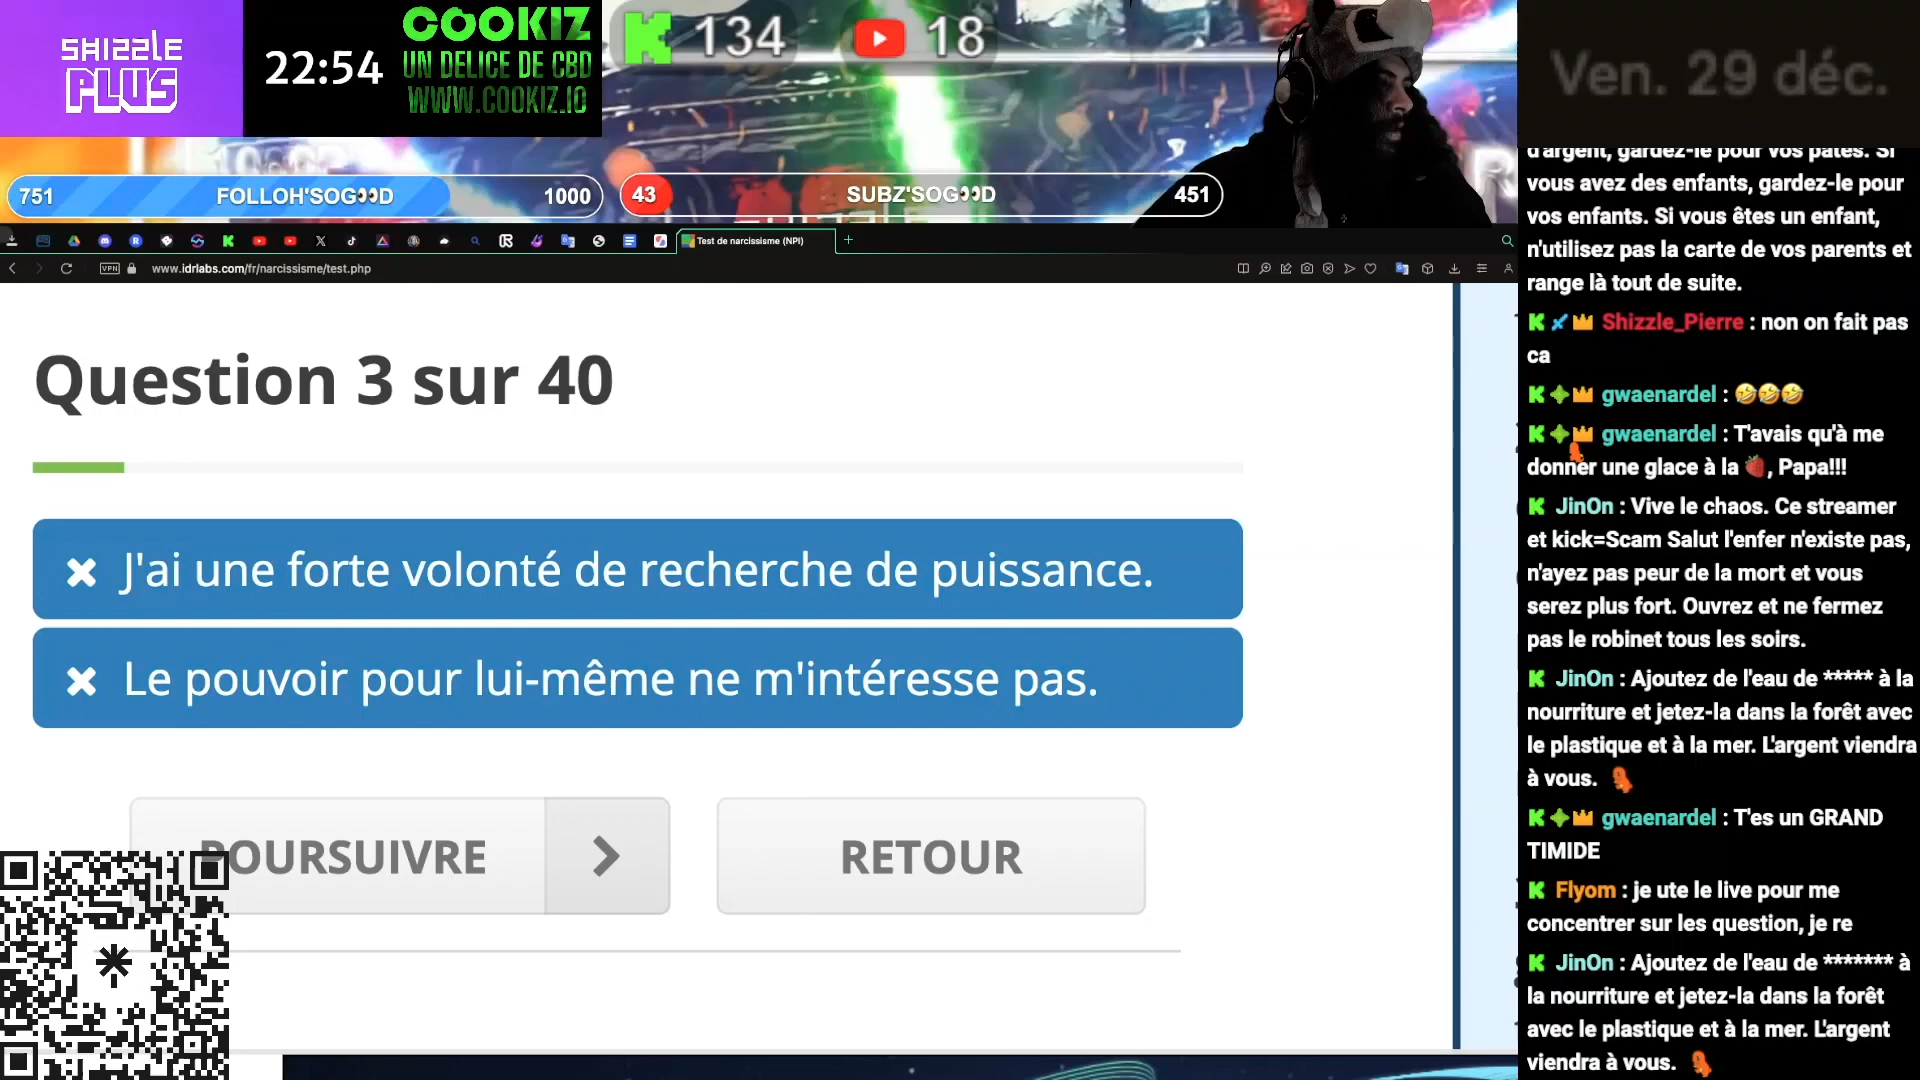 SHIZZLE
PLUS
22:54
COOKIZ
UN DELICE DE CBD
WWW.COOKIZ.IO
134
18
Ven. 29 déc.
751 FOLLOH'SOG👀D 1000
43 SUBZ'SOG👀D 451
Test de narcissisme (NPI)
VPN www.idrlabs.com/fr/narcissisme/test.php
Question 3 sur 40
J'ai une forte volonté de recherche de puissance.
Le pouvoir pour lui-même ne m'intéresse pas.
POURSUIVRE
RETOUR
d'argent, gardez-le pour vos pâtes. Si
vous avez des enfants, gardez-le pour
vos enfants. Si vous êtes un enfant,
n'utilisez pas la carte de vos parents et
range là tout de suite.
Shizzle_Pierre : non on fait pas
ca
gwaenardel : 🤣🤣🤣
gwaenardel : T'avais qu'à me
donner une glace à la 🍓, Papa!!!
JinOn : Vive le chaos. Ce streamer
et kick=Scam Salut l'enfer n'existe pas,
n'ayez pas peur de la mort et vous
serez plus fort. Ouvrez et ne fermez
pas le robinet tous les soirs.
JinOn : Ajoutez de l'eau de ***** à la
nourriture et jetez-la dans la forêt avec
le plastique et à la mer. L'argent viendra
à vous.
gwaenardel : T'es un GRAND
TIMIDE
Flyom : je ute le live pour me
concentrer sur les question, je re
JinOn : Ajoutez de l'eau de ******* à
la nourriture et jetez-la dans la forêt
avec le plastique et à la mer. L'argent
viendra à vous.